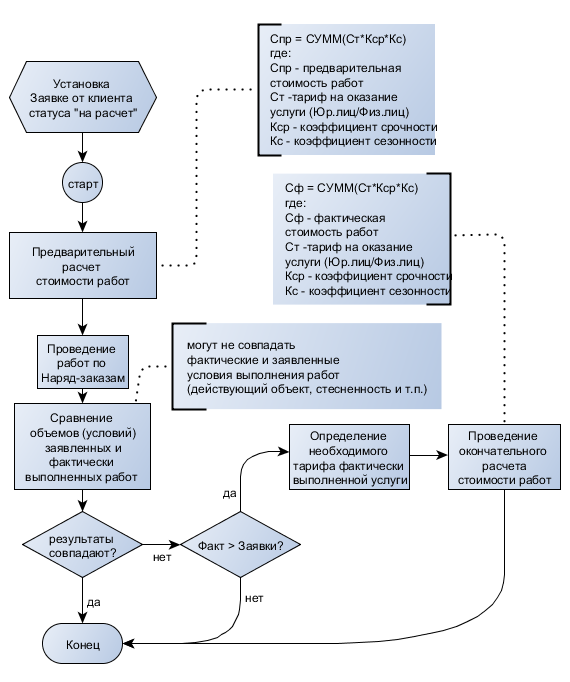 Спр = СУММ(Ст*Кср*Кс)
где:
Спр - предварительная
стоимость работ
Ст -тариф на оказание
услуги (Юр.лиц/Физ.лиц)
Кср - коэффициент срочности
Кс - коэффициент сезонности
Установка
Заявке от клиента
статуса "на расчет"
старт
Сф = СУММ(Ст*Кср*Кс)
где:
Сф - фактическая
стоимость работ
Ст -тариф на оказание
услуги (Юр.лиц/Физ.лиц)
Кср - коэффициент срочности
Кс - коэффициент сезонности
Предварительный
расчет
стоимости работ
Проведение
работ по
Наряд-заказам
могут не совпадать
фактические и заявленные
условия выполнения работ
(действующий объект, стесненность и т.п.)
Сравнение
объемов (условий)
заявленных и
фактически
выполненных работ
Определение
необходимого
тарифа фактически
выполненной услуги
Проведение
окончательного
расчета
стоимости работ
да
результаты
совпадают?
нет
Факт > Заявки?
нет
да
Конец